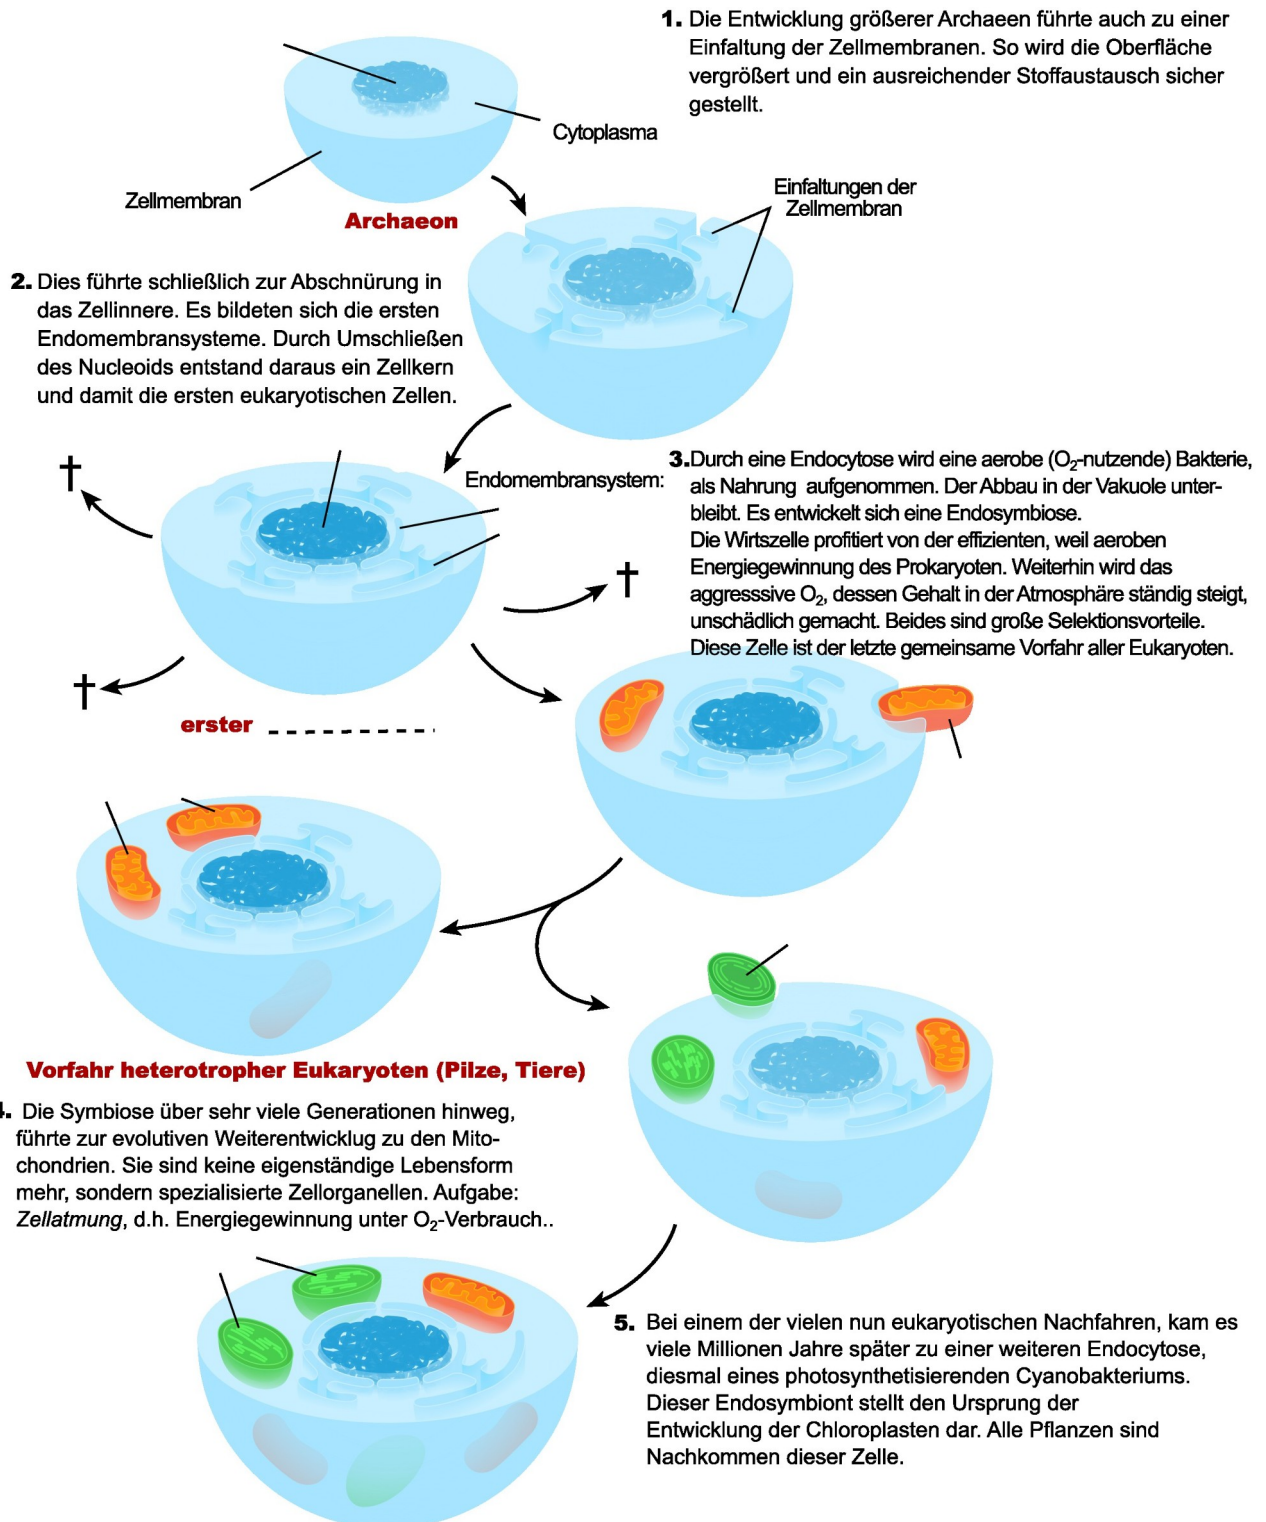 1. Die Entwicklung größerer Archaeen führte auch zu einer
Einfaltung der Zellmembranen. So wird die Oberfläche
vergrößert und ein ausreichender Stoffaustausch sicher
gestellt.
Cytoplasma
Zellmembran
Archaeon
Einfaltungen der
Zellmembran
2. Dies führte schließlich zur Abschnürung in
das Zellinnere. Es bildeten sich die ersten
Endomembransysteme. Durch Umschließen
des Nucleoids entstand daraus ein Zellkern
und damit die ersten eukaryotischen Zellen.
Endomembransystem:
3. Durch eine Endocytose wird eine aerobe (O₂-nutzende) Bakterie,
als Nahrung aufgenommen. Der Abbau in der Vakuole unter-
bleibt. Es entwickelt sich eine Endosymbiose.
Die Wirtszelle profitiert von der effizienten, weil aeroben
Energiegewinnung des Prokaryoten. Weiterhin wird das
aggresssive O₂, dessen Gehalt in der Atmosphäre ständig steigt,
unschädlich gemacht. Beides sind große Selektionsvorteile.
Diese Zelle ist der letzte gemeinsame Vorfahr aller Eukaryoten.
erster
Vorfahr heterotropher Eukaryoten (Pilze, Tiere)
4. Die Symbiose über sehr viele Generationen hinweg,
führte zur evolutiven Weiterentwicklug zu den Mito-
chondrien. Sie sind keine eigenständige Lebensform
mehr, sondern spezialisierte Zellorganellen. Aufgabe:
Zellatmung, d.h. Energiegewinnung unter O₂-Verbrauch..
5. Bei einem der vielen nun eukaryotischen Nachfahren, kam es
viele Millionen Jahre später zu einer weiteren Endocytose,
diesmal eines photosynthetisierenden Cyanobakteriums.
Dieser Endosymbiont stellt den Ursprung der
Entwicklung der Chloroplasten dar. Alle Pflanzen sind
Nachkommen dieser Zelle.